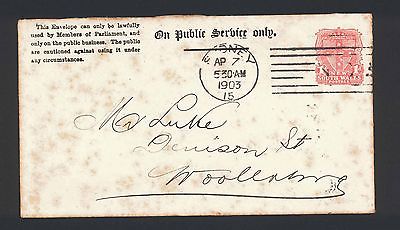 This Envelope can only be lawfully
used by Members of Parliament, and
only on the public business. The public
are cautioned against using it under
any circumstances.
On Public Service only.
SYDNEY
AP 7
5 30 AM
1903
15
SOUTH WALES
Mr Luke
Denison St
Woollahra